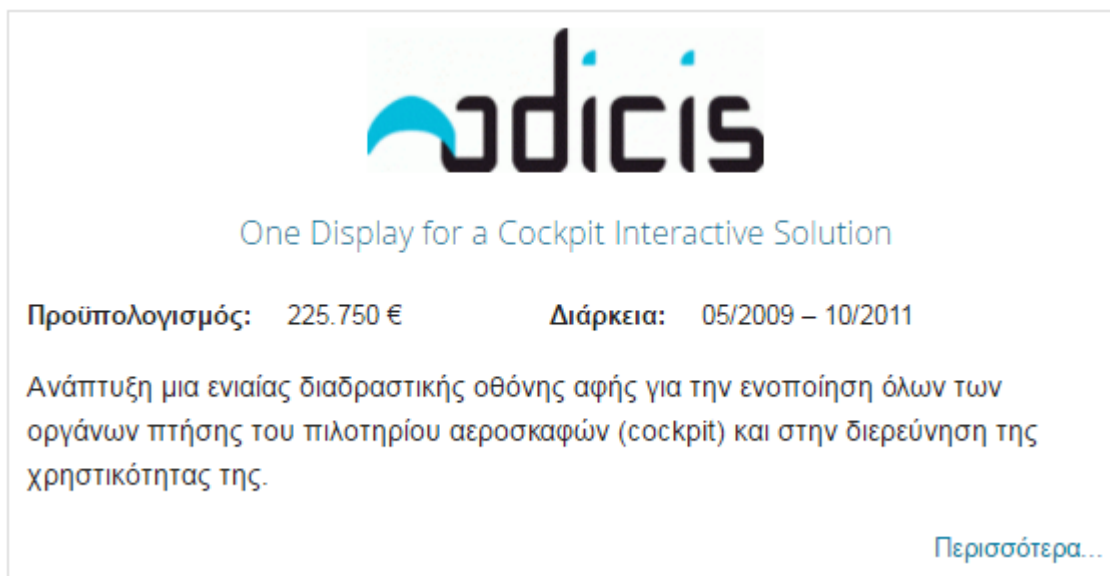 odicis
One Display for a Cockpit Interactive Solution
Προϋπολογισμός: 225.750 € Διάρκεια: 05/2009 – 10/2011
Ανάπτυξη μια ενιαίας διαδραστικής οθόνης αφής για την ενοποίηση όλων των
οργάνων πτήσης του πιλοτηρίου αεροσκαφών (cockpit) και στην διερεύνηση της
χρηστικότητας της.
Περισσότερα...